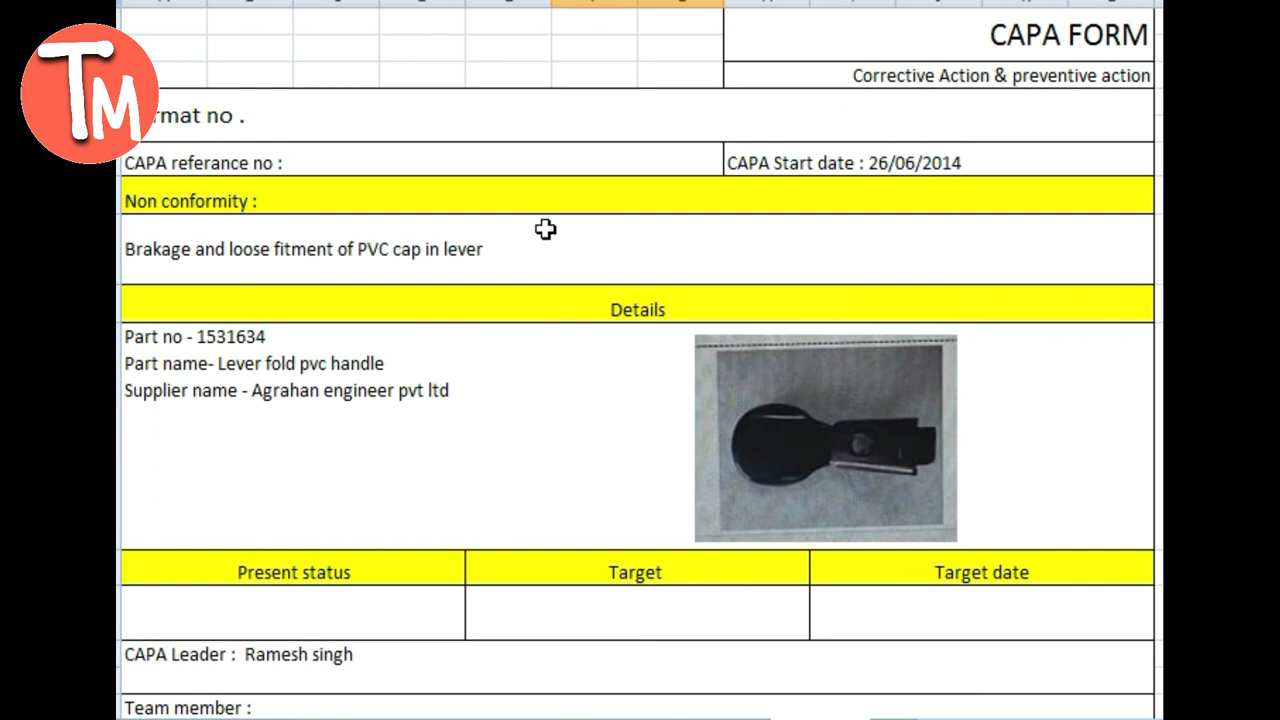 TM
CAPA FORM
Corrective Action & preventive action
rmat no .
CAPA referance no :
CAPA Start date : 26/06/2014
Non conformity :
Brakage and loose fitment of PVC cap in lever
Details
Part no - 1531634
Part name- Lever fold pvc handle
Supplier name - Agrahan engineer pvt ltd
Present status
Target
Target date
CAPA Leader :  Ramesh singh
Team member :